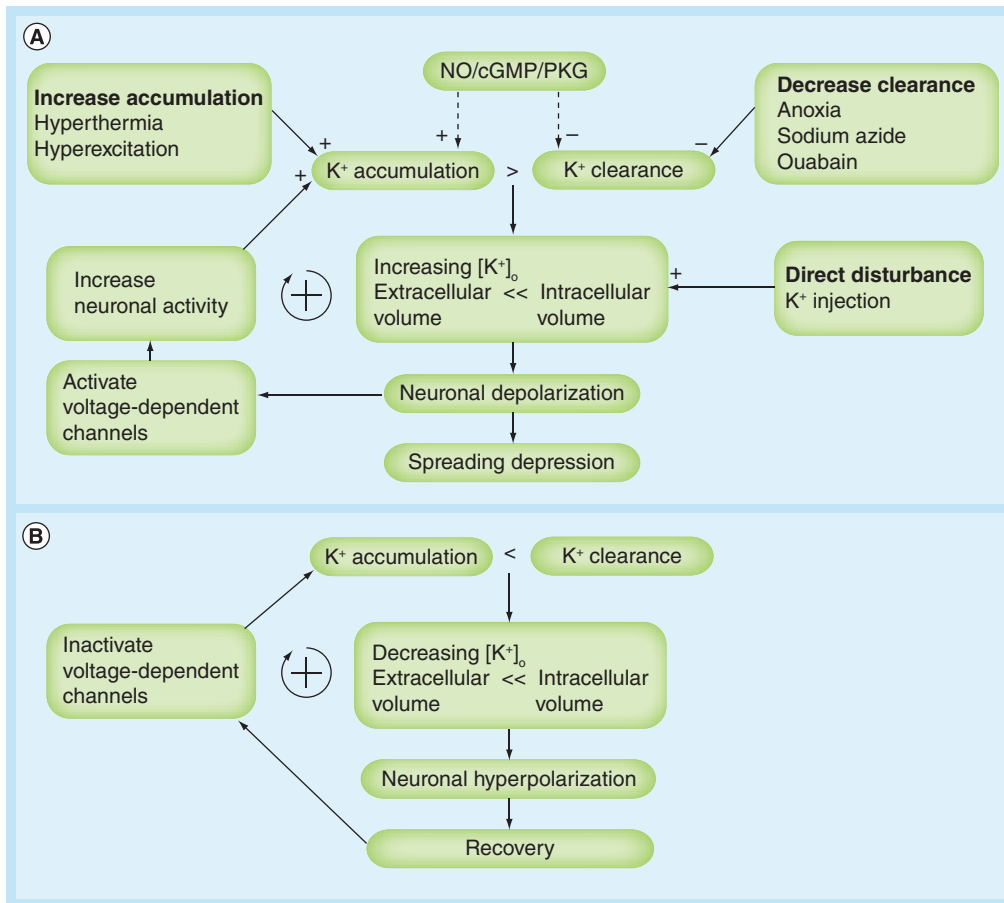 A
NO/cGMP/PKG
Increase accumulation
Hyperthermia
Hyperexcitation
Decrease clearance
Anoxia
Sodium azide
Ouabain
+
+
–
–
+
K⁺ accumulation > K⁺ clearance
Increase
neuronal activity
+
Increasing [K⁺]ₒ
Extracellular << Intracellular
volume volume
+
Direct disturbance
K⁺ injection
Activate
voltage-dependent
channels
Neuronal depolarization
Spreading depression
B
K⁺ accumulation < K⁺ clearance
Inactivate
voltage-dependent
channels
+
Decreasing [K⁺]ₒ
Extracellular << Intracellular
volume volume
Neuronal hyperpolarization
Recovery